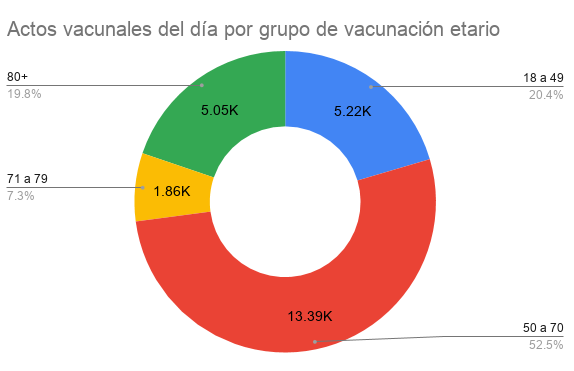 Actos vacunales del día por grupo de vacunación etario
80+
19.8%
18 a 49
20.4%
5.05K
5.22K
71 a 79
7.3%
1.86K
13.39K
50 a 70
52.5%